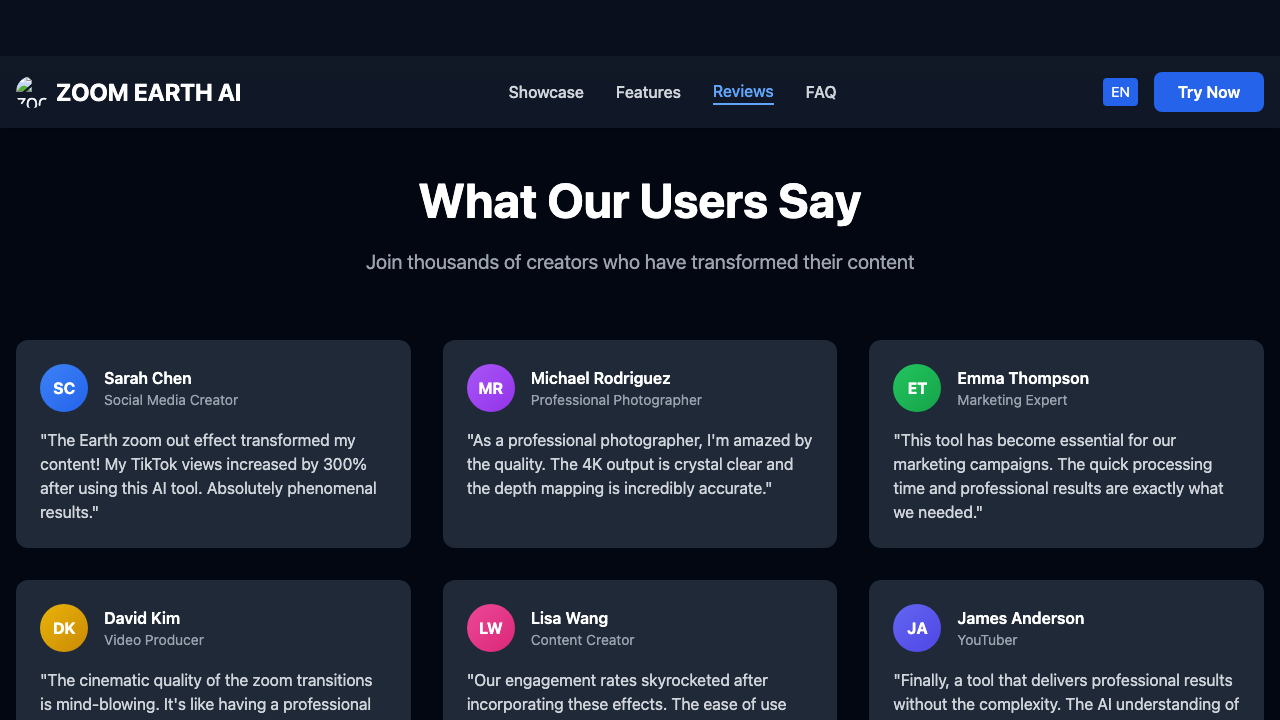 ZOOM EARTH AI
Showcase
Features
Reviews
FAQ
EN
Try Now
What Our Users Say
Join thousands of creators who have transformed their content
SC
Sarah Chen
Social Media Creator
"The Earth zoom out effect transformed my
content! My TikTok views increased by 300%
after using this AI tool. Absolutely phenomenal
results."
MR
Michael Rodriguez
Professional Photographer
"As a professional photographer, I'm amazed by
the quality. The 4K output is crystal clear and
the depth mapping is incredibly accurate."
ET
Emma Thompson
Marketing Expert
"This tool has become essential for our
marketing campaigns. The quick processing
time and professional results are exactly what
we needed."
DK
David Kim
Video Producer
"The cinematic quality of the zoom transitions
is mind-blowing. It's like having a professional
LW
Lisa Wang
Content Creator
"Our engagement rates skyrocketed after
incorporating these effects. The ease of use
JA
James Anderson
YouTuber
"Finally, a tool that delivers professional results
without the complexity. The AI understanding of